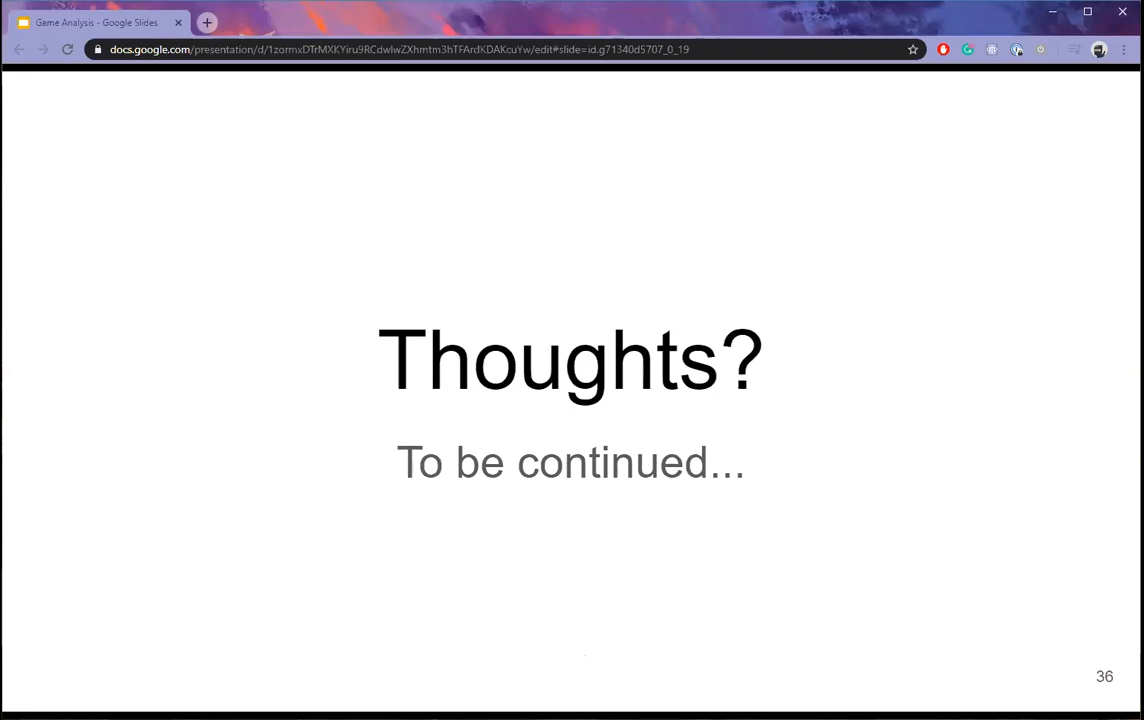 Game Analysis - Google Slides
docs.google.com/presentation/d/1zormxDTrMXKYiru9RCdwlwZXhmtm3hTFArdKDAKcuYw/edit#slide=id.g71340d5707_0_19
Thoughts?
To be continued...
36